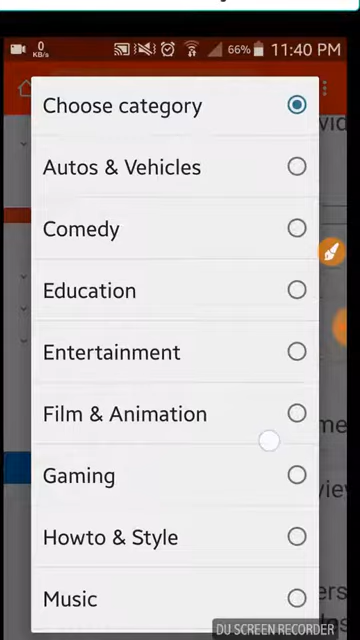 0
KB/s
66%
11:40 PM
Choose category
Autos & Vehicles
Comedy
Education
Entertainment
Film & Animation
Gaming
Howto & Style
Music
DU SCREEN RECORDER